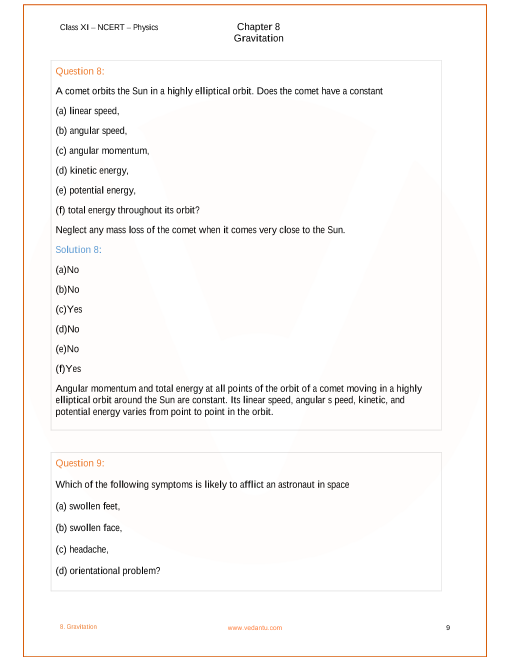 Class XI – NCERT – Physics
Chapter 8
Gravitation
Question 8:
A comet orbits the Sun in a highly elliptical orbit. Does the comet have a constant
(a) linear speed,
(b) angular speed,
(c) angular momentum,
(d) kinetic energy,
(e) potential energy,
(f) total energy throughout its orbit?
Neglect any mass loss of the comet when it comes very close to the Sun.
Solution 8:
(a)No
(b)No
(c)Yes
(d)No
(e)No
(f)Yes
Angular momentum and total energy at all points of the orbit of a comet moving in a highly
elliptical orbit around the Sun are constant. Its linear speed, angular s peed, kinetic, and
potential energy varies from point to point in the orbit.
Question 9:
Which of the following symptoms is likely to afflict an astronaut in space
(a) swollen feet,
(b) swollen face,
(c) headache,
(d) orientational problem?
8. Gravitation
www.vedantu.com
9